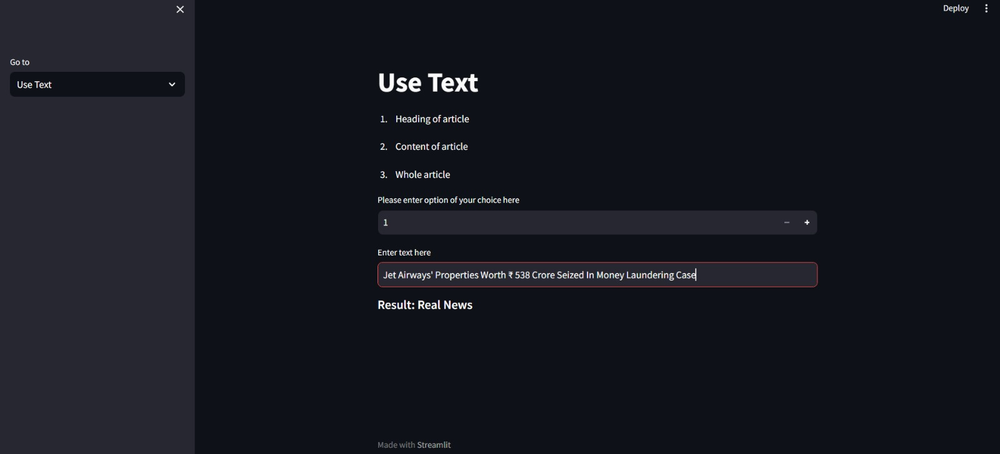 Deploy
Go to
Use Text
Use Text
1. Heading of article
2. Content of article
3. Whole article
Please enter option of your choice here
1
Enter text here
Jet Airways' Properties Worth ₹ 538 Crore Seized In Money Laundering Case
Result: Real News
Made with Streamlit